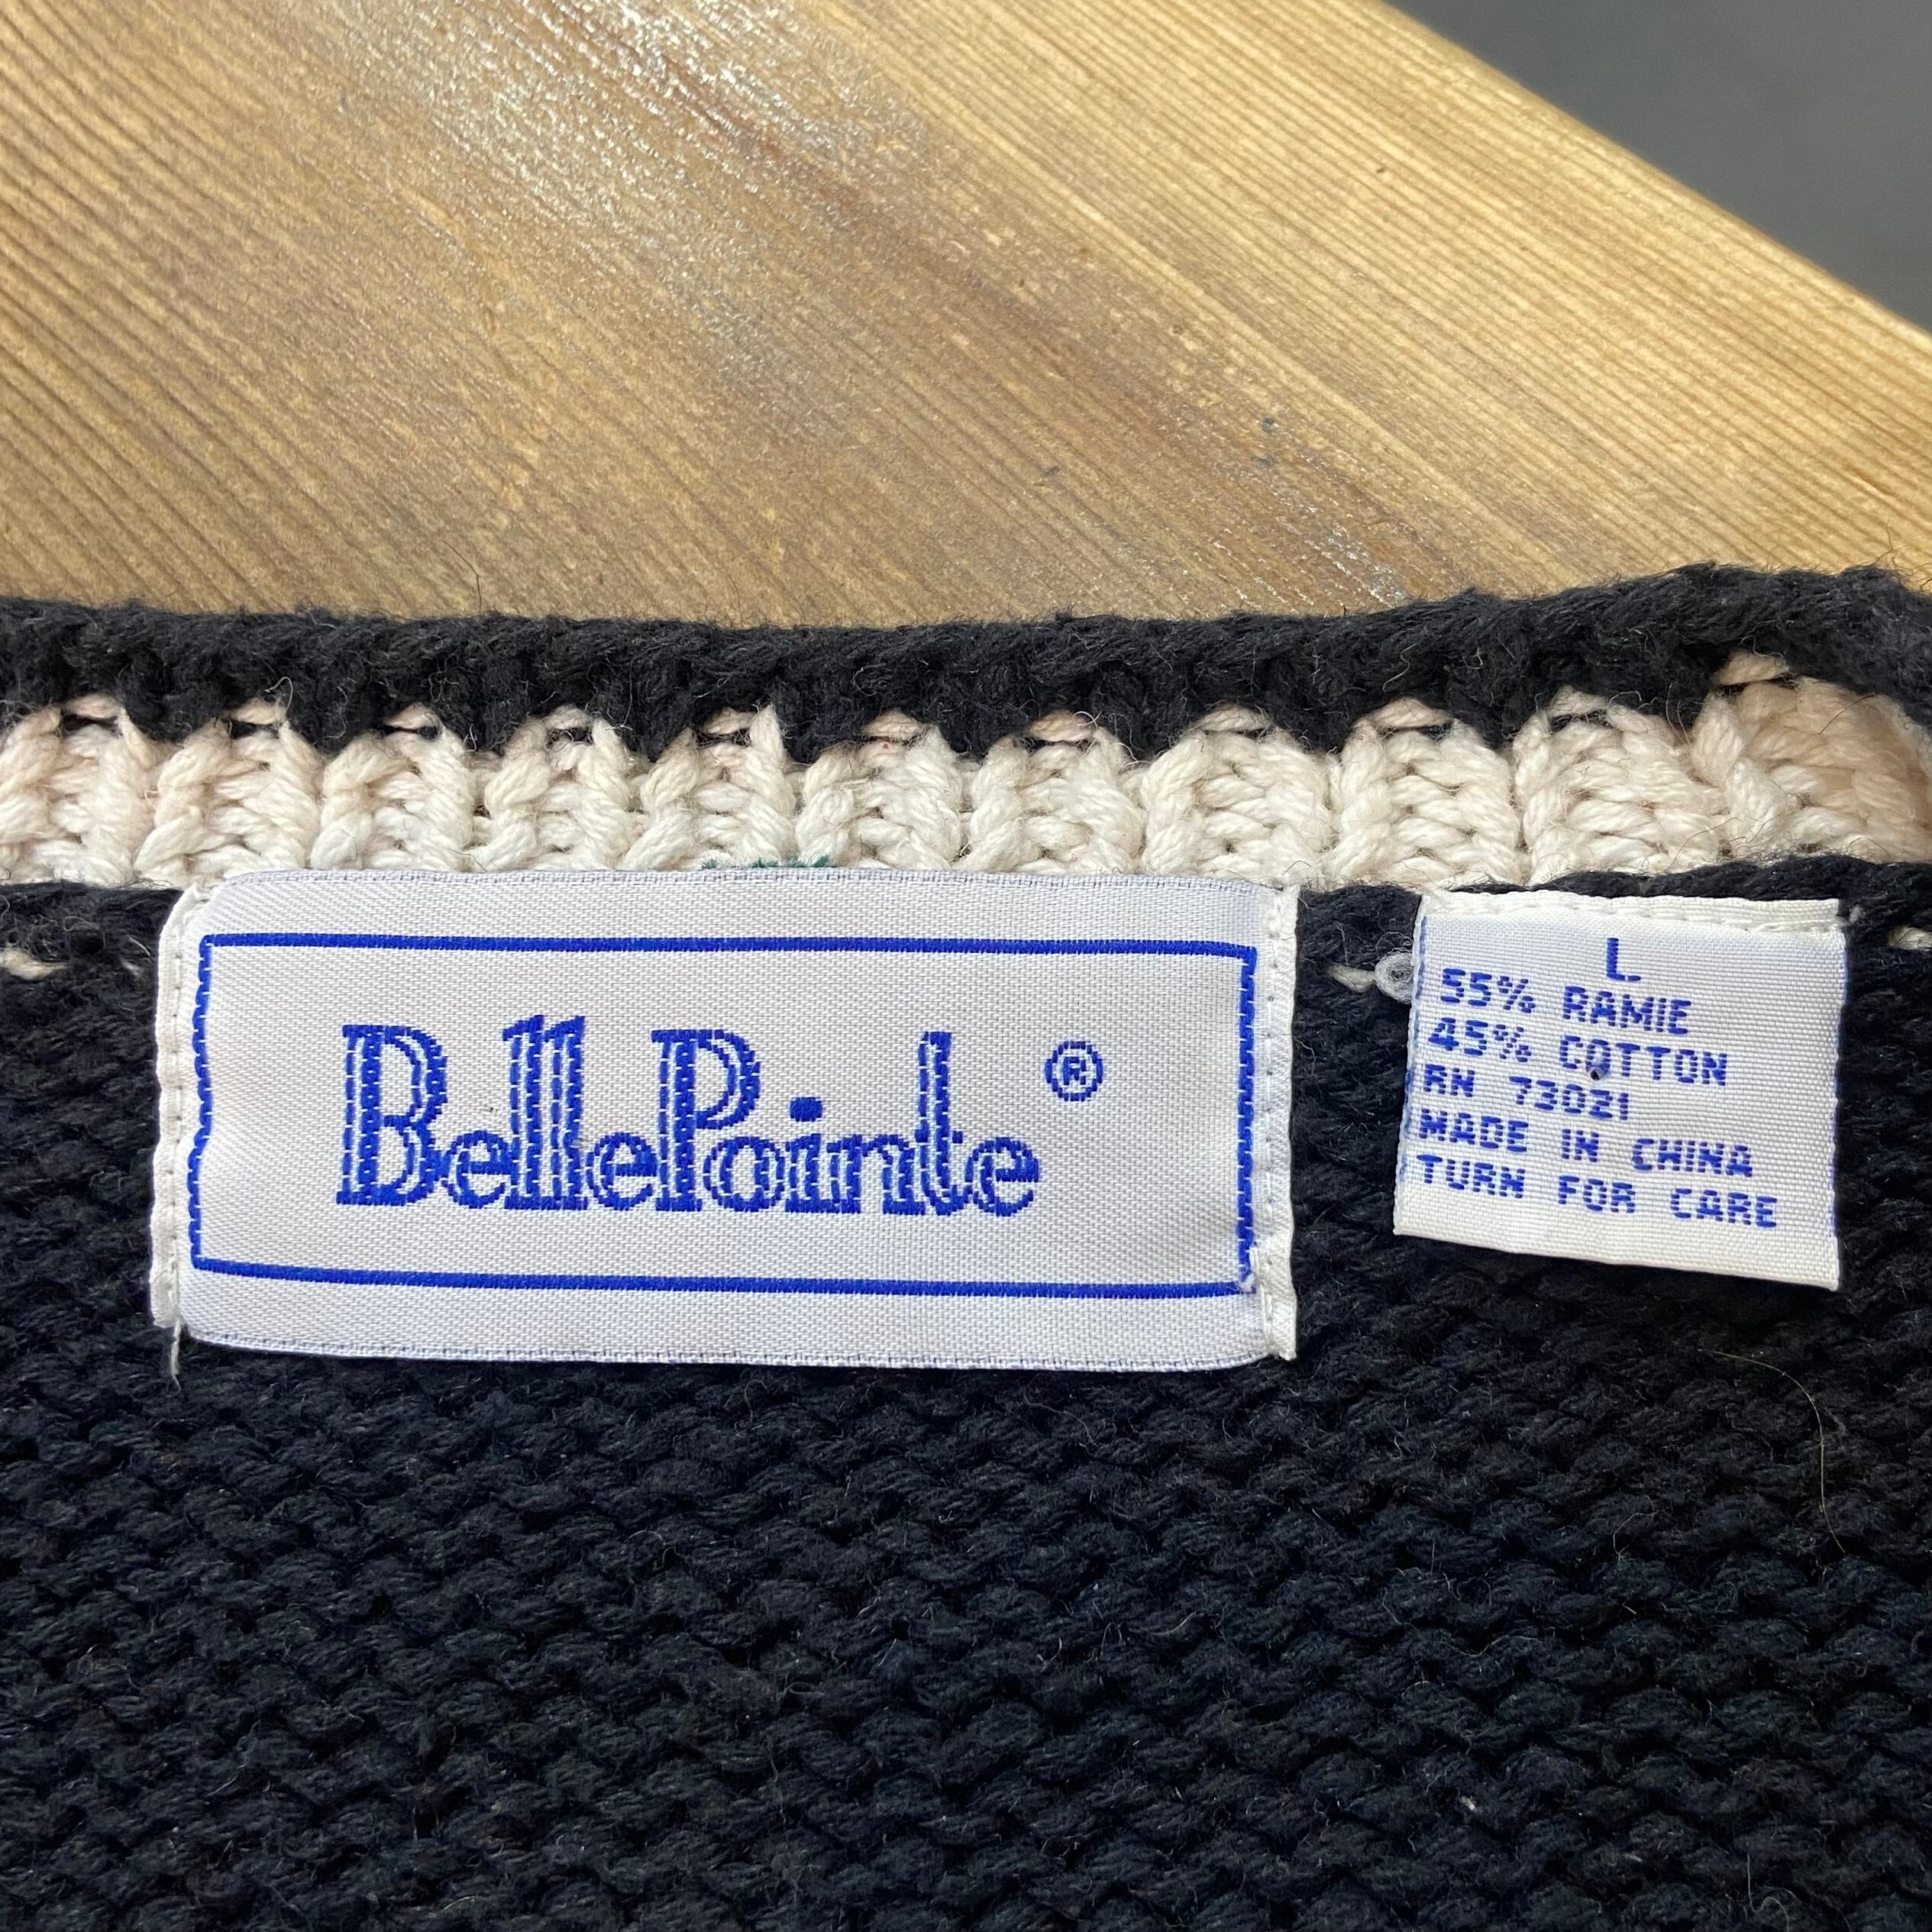 BellePointe ®
L
55% RAMIE
45% COTTON
RN 73021
MADE IN CHINA
TURN FOR CARE